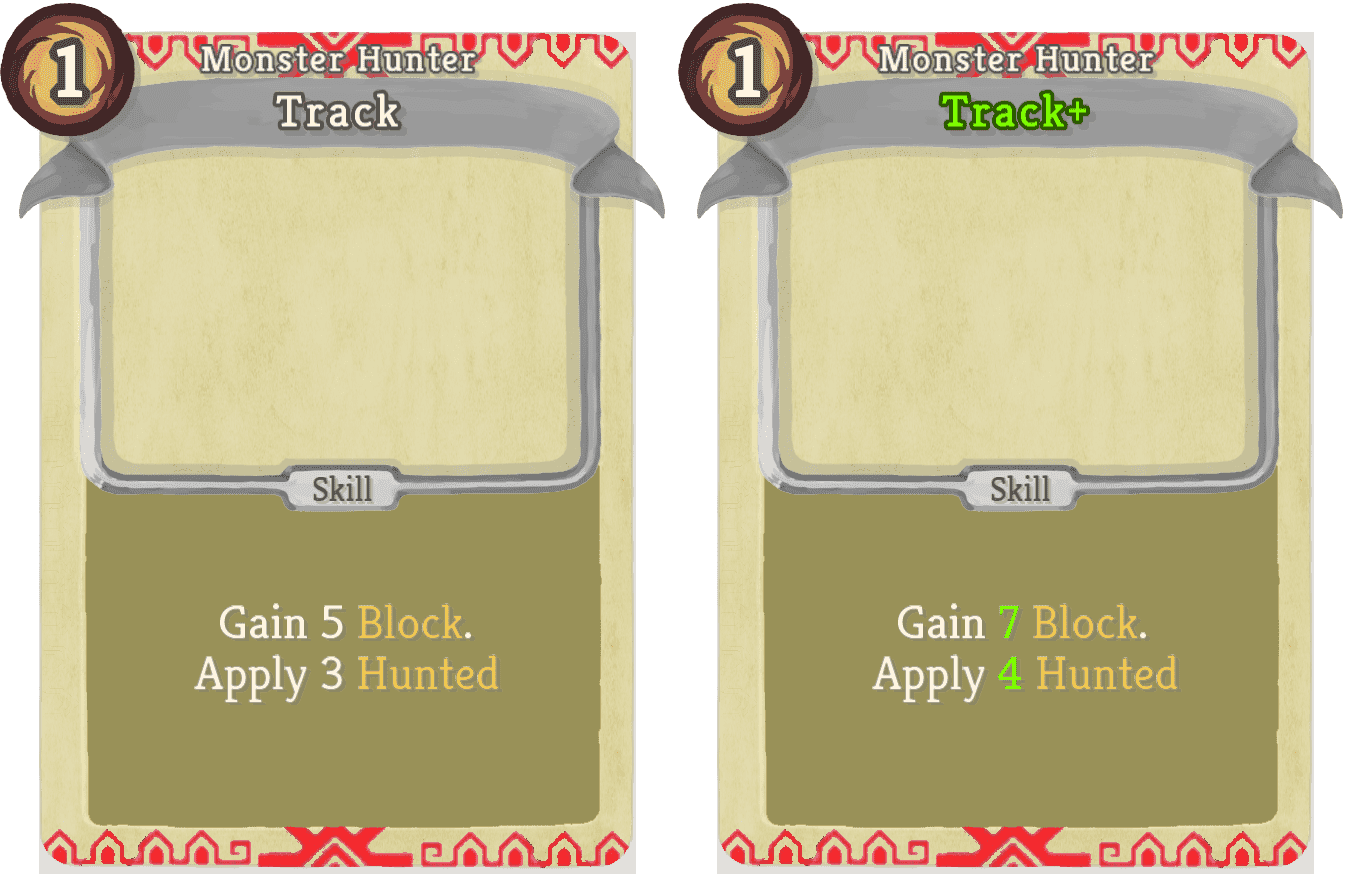 1
Monster Hunter
Track
Skill
Gain 5 Block.
Apply 3 Hunted
1
Monster Hunter
Track+
Skill
Gain 7 Block.
Apply 4 Hunted